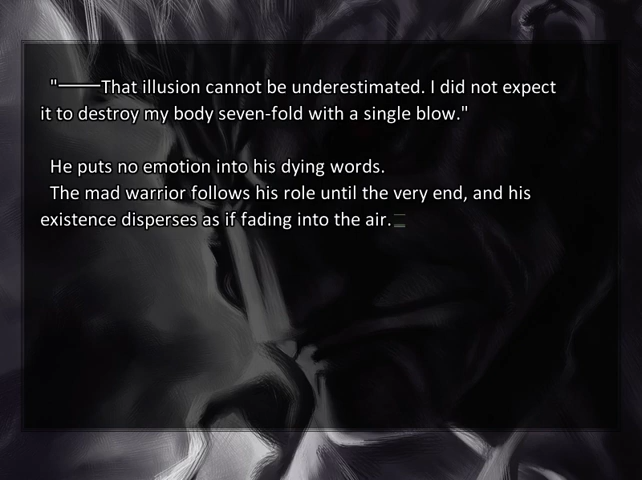 "───That illusion cannot be underestimated. I did not expect
it to destroy my body seven-fold with a single blow."
He puts no emotion into his dying words.
The mad warrior follows his role until the very end, and his
existence disperses as if fading into the air.